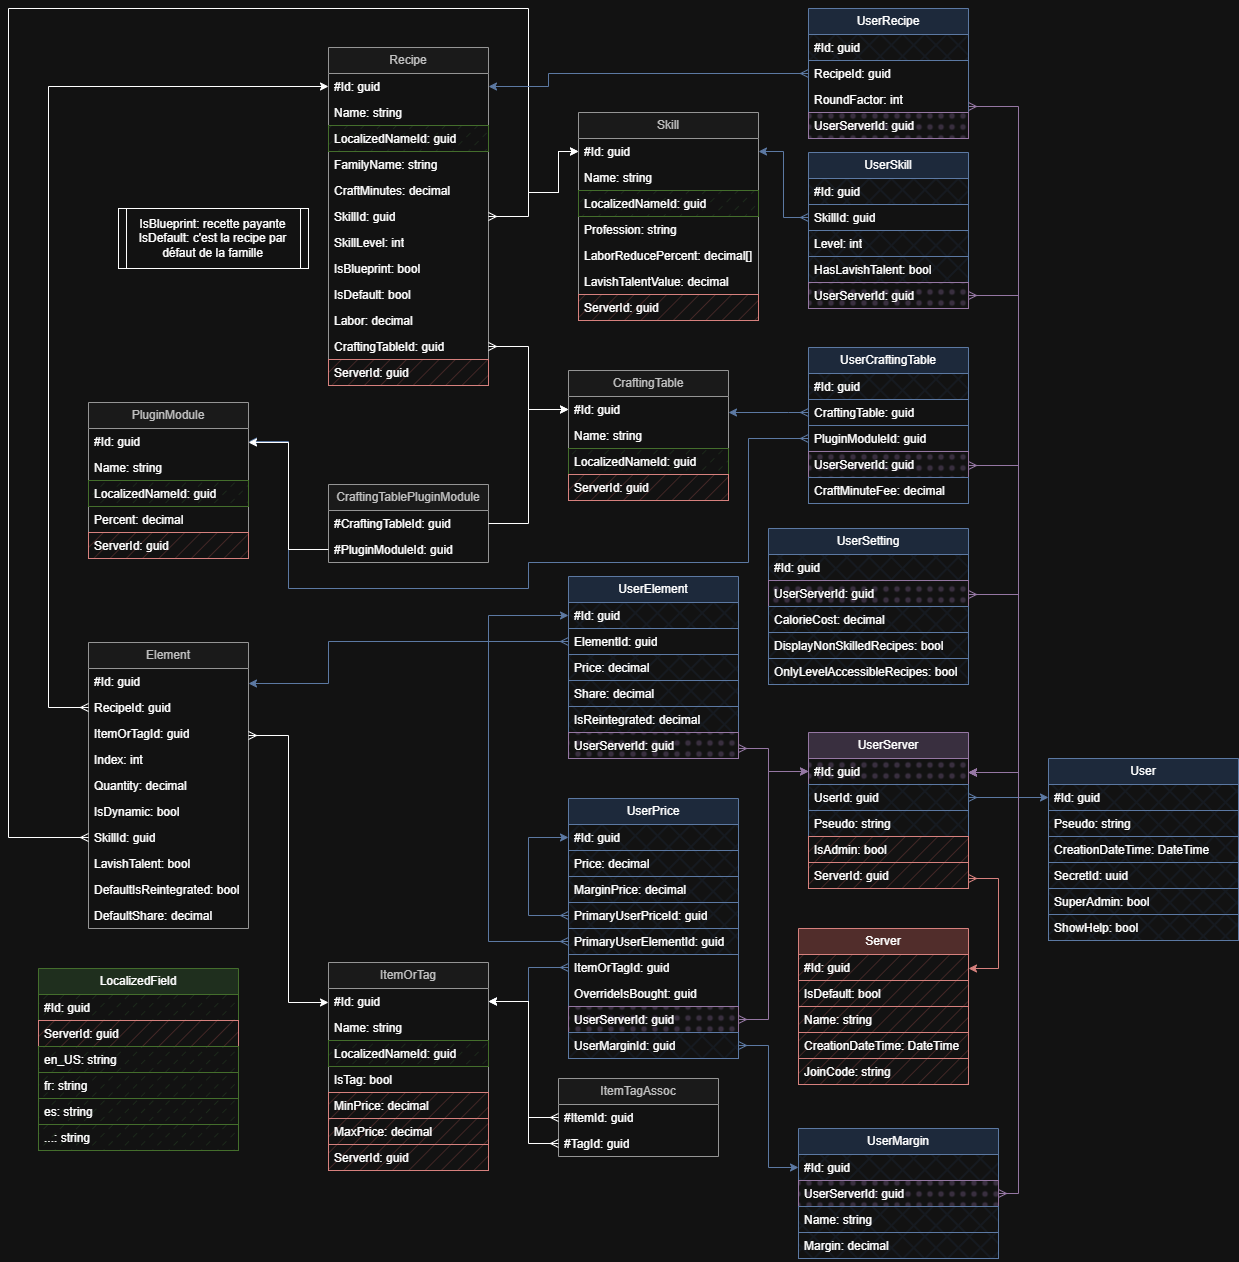 UserRecipe
#Id: guid
RecipeId: guid
RoundFactor: int
UserServerId: guid
Recipe
#Id: guid
Name: string
LocalizedNameId: guid
FamilyName: string
CraftMinutes: decimal
SkillId: guid
SkillLevel: int
IsBlueprint: bool
IsDefault: bool
Labor: decimal
CraftingTableId: guid
ServerId: guid
Skill
#Id: guid
Name: string
LocalizedNameId: guid
Profession: string
LaborReducePercent: decimal[]
LavishTalentValue: decimal
ServerId: guid
UserSkill
#Id: guid
SkillId: guid
Level: int
HasLavishTalent: bool
UserServerId: guid
IsBlueprint: recette payante
IsDefault: c'est la recipe par
défaut de la famille
UserCraftingTable
#Id: guid
CraftingTable: guid
PluginModuleId: guid
UserServerId: guid
CraftMinuteFee: decimal
CraftingTable
#Id: guid
Name: string
LocalizedNameId: guid
ServerId: guid
PluginModule
#Id: guid
Name: string
LocalizedNameId: guid
Percent: decimal
ServerId: guid
CraftingTablePluginModule
#CraftingTableId: guid
#PluginModuleId: guid
UserSetting
#Id: guid
UserServerId: guid
CalorieCost: decimal
DisplayNonSkilledRecipes: bool
OnlyLevelAccessibleRecipes: bool
UserElement
#Id: guid
ElementId: guid
Price: decimal
Share: decimal
IsReintegrated: decimal
UserServerId: guid
Element
#Id: guid
RecipeId: guid
ItemOrTagId: guid
Index: int
Quantity: decimal
IsDynamic: bool
SkillId: guid
LavishTalent: bool
DefaultIsReintegrated: bool
DefaultShare: decimal
UserServer
#Id: guid
UserId: guid
Pseudo: string
IsAdmin: bool
ServerId: guid
User
#Id: guid
Pseudo: string
CreationDateTime: DateTime
SecretId: uuid
SuperAdmin: bool
ShowHelp: bool
UserPrice
#Id: guid
Price: decimal
MarginPrice: decimal
PrimaryUserPriceId: guid
PrimaryUserElementId: guid
ItemOrTagId: guid
OverrideIsBought: guid
UserServerId: guid
UserMarginId: guid
Server
#Id: guid
IsDefault: bool
Name: string
CreationDateTime: DateTime
JoinCode: string
LocalizedField
#Id: guid
ServerId: guid
en_US: string
fr: string
es: string
...: string
ItemOrTag
#Id: guid
Name: string
LocalizedNameId: guid
IsTag: bool
MinPrice: decimal
MaxPrice: decimal
ServerId: guid
ItemTagAssoc
#ItemId: guid
#TagId: guid
UserMargin
#Id: guid
UserServerId: guid
Name: string
Margin: decimal